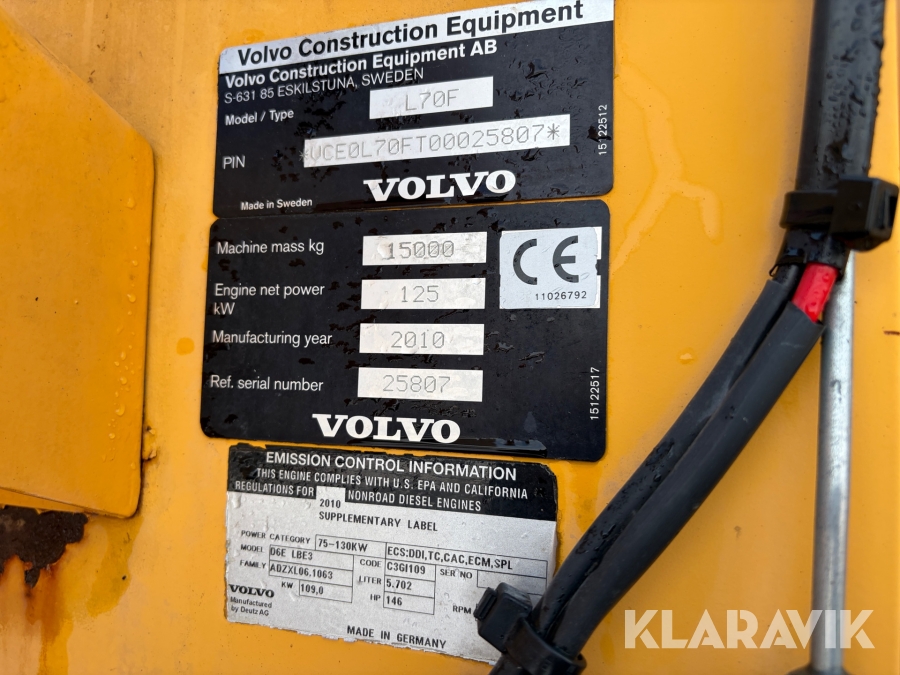 Volvo Construction Equipment
Volvo Construction Equipment AB
S-631 85 ESKILSTUNA, SWEDEN
Model / Type L70F
PIN *VCE0L70FT00025807*
VOLVO
Made in Sweden
15122512
Machine mass kg 15000
CE
11026792
Engine net power kW 125
Manufacturing year 2010
Ref. serial number 25807
VOLVO
15122517
EMISSION CONTROL INFORMATION
THIS ENGINE COMPLIES WITH U.S. EPA AND CALIFORNIA
REGULATIONS FOR 2010 NONROAD DIESEL ENGINES
SUPPLEMENTARY LABEL
POWER CATEGORY 75-130KW ECS:DDI,TC,CAC,ECM,SPL
MODEL D6E LBE3 CODE C3GI109 SERNO
FAMILY ADZXL06.1063 LITER 5.702
KW 109,0 HP 146 RPM
VOLVO
Manufactured
by Deutz AG
MADE IN GERMANY
KLARAVIK